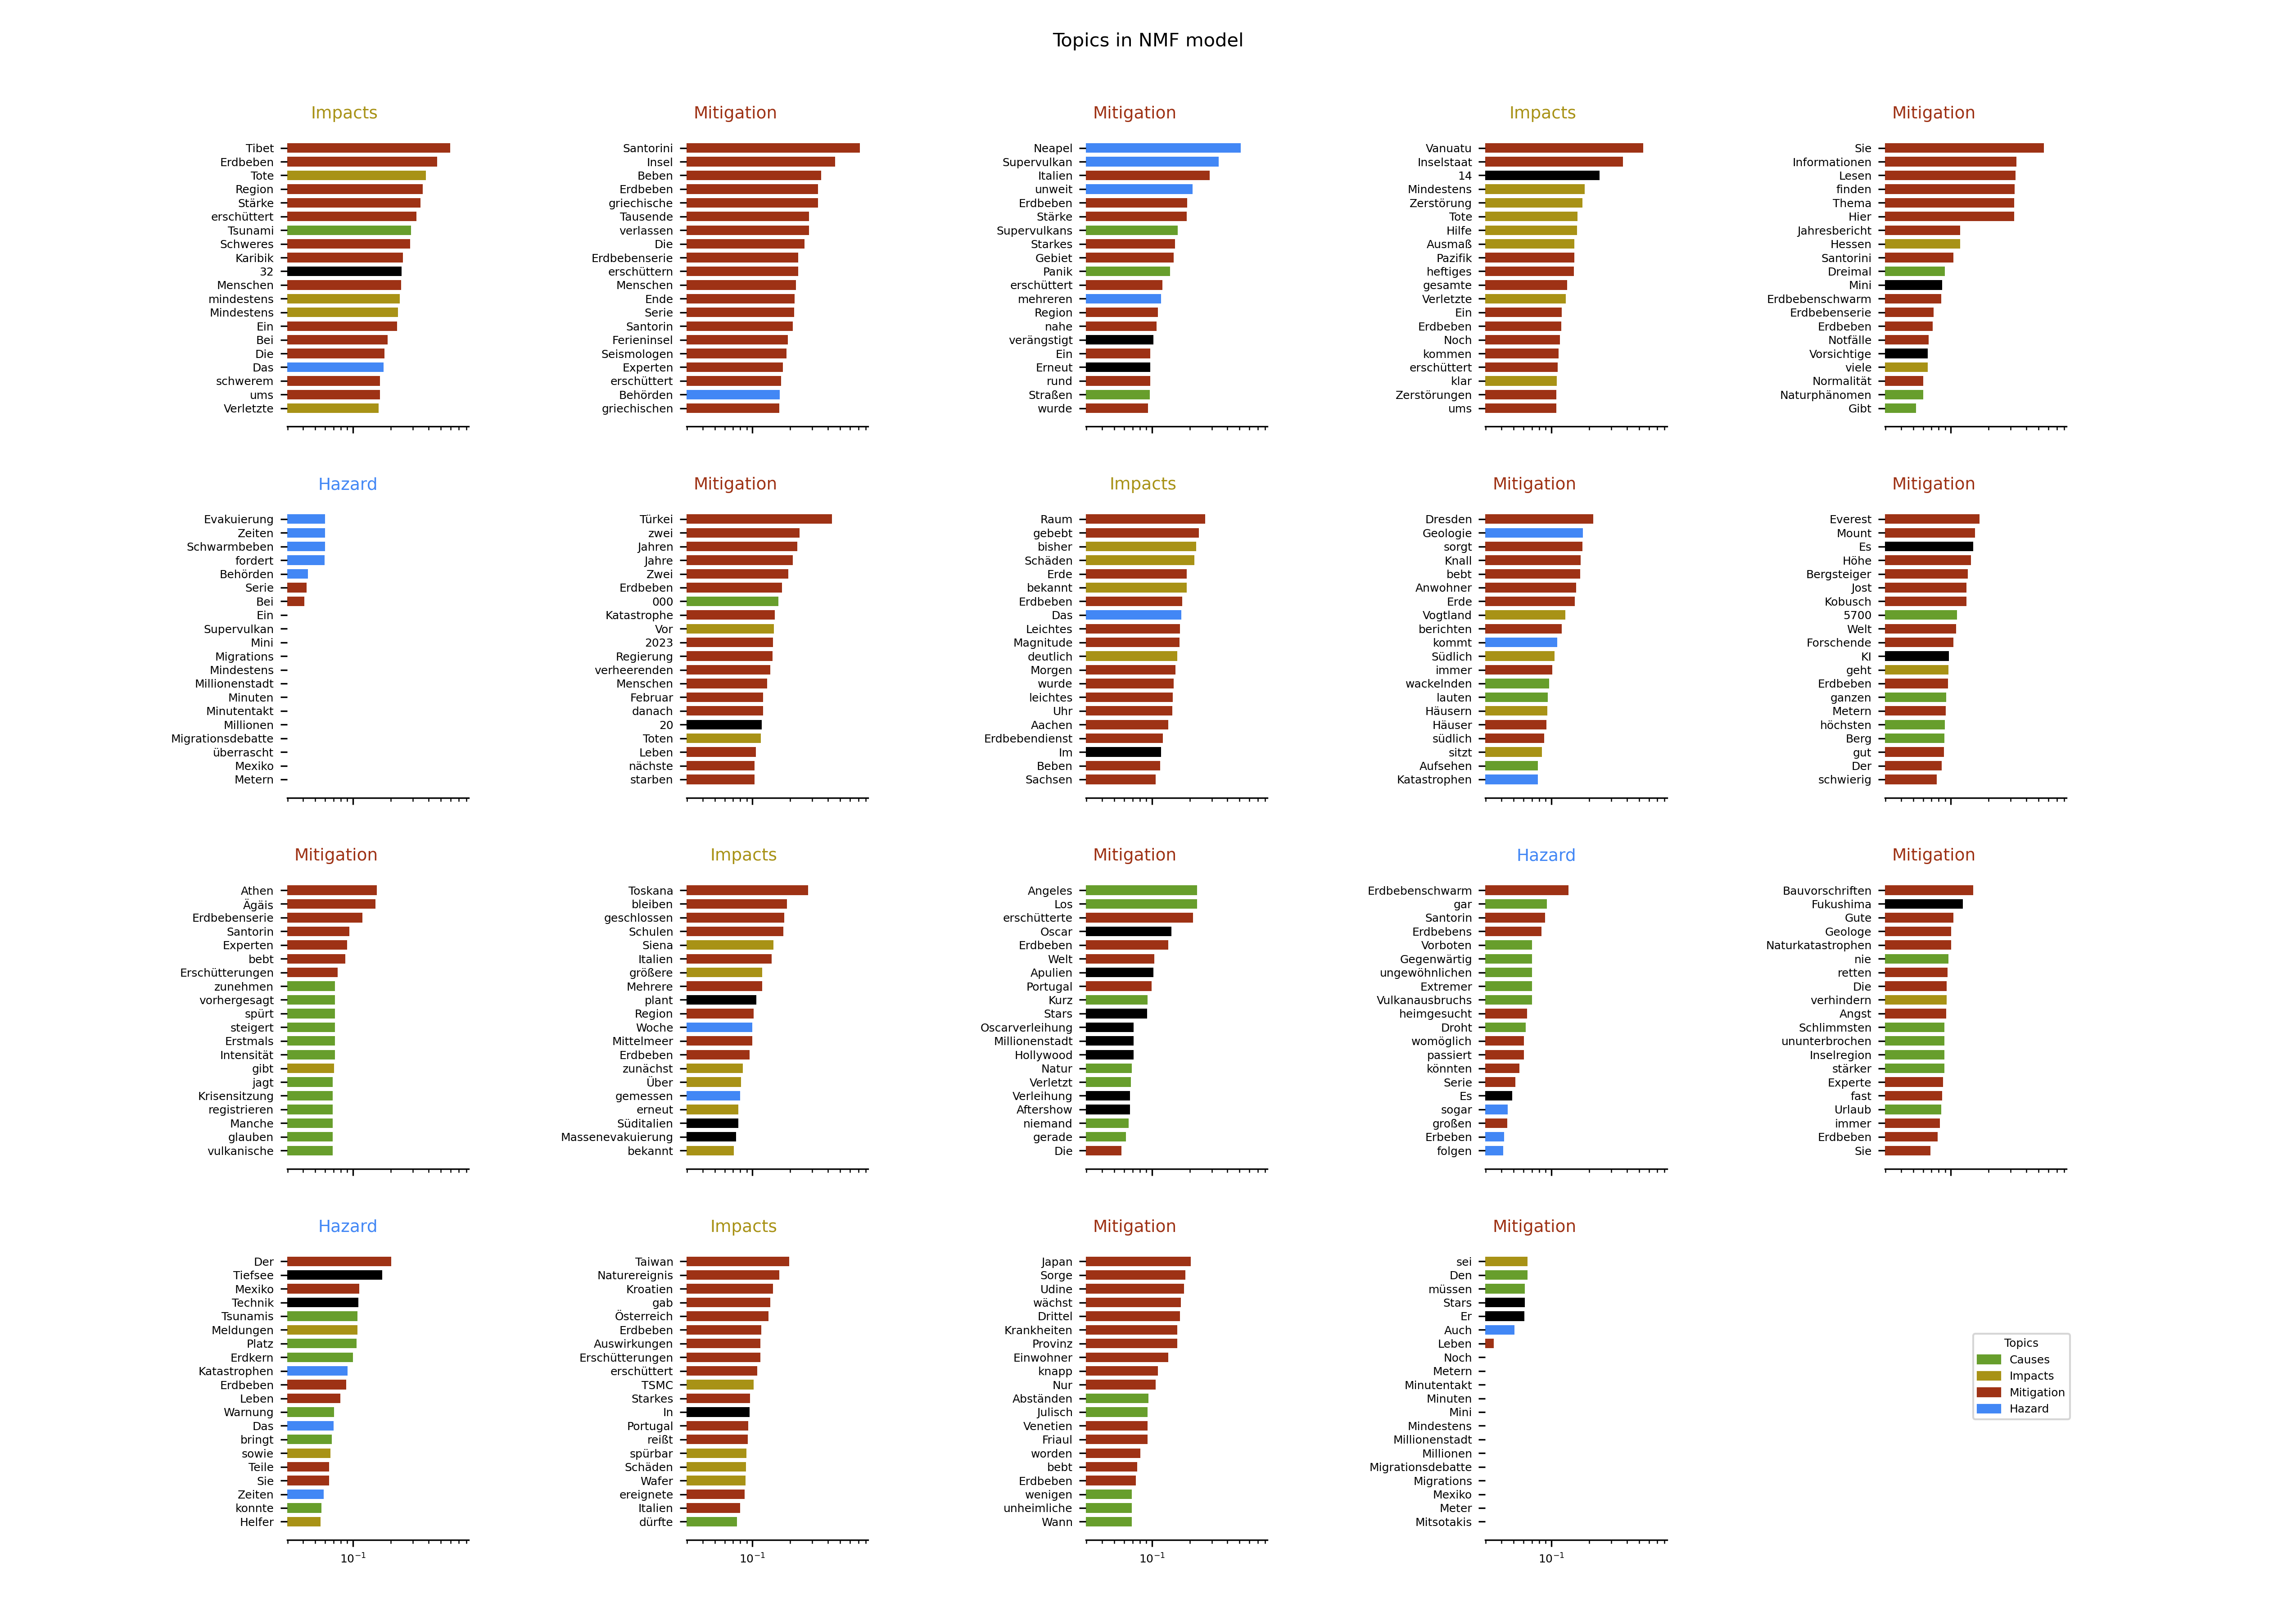 Topics in NMF model
Impacts
Tibet
Erdbeben
Tote
Region
Stärke
erschüttert
Tsunami
Schweres
Karibik
32
Menschen
mindestens
Mindestens
Ein
Bei
Die
Das
schwerem
ums
Verletzte
Mitigation
Santorini
Insel
Beben
Erdbeben
griechische
Tausende
verlassen
Die
Erdbebenserie
erschüttern
Menschen
Ende
Serie
Santorin
Ferieninsel
Seismologen
Experten
erschüttert
Behörden
griechischen
Mitigation
Neapel
Supervulkan
Italien
unweit
Erdbeben
Stärke
Supervulkans
Starkes
Gebiet
Panik
erschüttert
mehreren
Region
nahe
verängstigt
Ein
Erneut
rund
Straßen
wurde
Impacts
Vanuatu
Inselstaat
14
Mindestens
Zerstörung
Tote
Hilfe
Ausmaß
Pazifik
heftiges
gesamte
Verletzte
Ein
Erdbeben
Noch
kommen
erschüttert
klar
Zerstörungen
ums
Mitigation
Sie
Informationen
Lesen
finden
Thema
Hier
Jahresbericht
Hessen
Santorini
Dreimal
Mini
Erdbebenschwarm
Erdbebenserie
Erdbeben
Notfälle
Vorsichtige
viele
Normalität
Naturphänomen
Gibt
Hazard
Evakuierung
Zeiten
Schwarmbeben
fordert
Behörden
Serie
Bei
Ein
Supervulkan
Mini
Migrations
Mindestens
Millionenstadt
Minuten
Minutentakt
Millionen
Migrationsdebatte
überrascht
Mexiko
Metern
Mitigation
Türkei
zwei
Jahren
Jahre
Zwei
Erdbeben
000
Katastrophe
Vor
2023
Regierung
verheerenden
Menschen
Februar
danach
20
Toten
Leben
nächste
starben
Impacts
Raum
gebebt
bisher
Schäden
Erde
bekannt
Erdbeben
Das
Leichtes
Magnitude
deutlich
Morgen
wurde
leichtes
Uhr
Aachen
Erdbebendienst
Im
Beben
Sachsen
Mitigation
Dresden
Geologie
sorgt
Knall
bebt
Anwohner
Erde
Vogtland
berichten
kommt
Südlich
immer
wackelnden
lauten
Häusern
Häuser
südlich
sitzt
Aufsehen
Katastrophen
Mitigation
Everest
Mount
Es
Höhe
Bergsteiger
Jost
Kobusch
5700
Welt
Forschende
KI
geht
Erdbeben
ganzen
Metern
höchsten
Berg
gut
Der
schwierig
Mitigation
Athen
Ägäis
Erdbebenserie
Santorin
Experten
bebt
Erschütterungen
zunehmen
vorhergesagt
spürt
steigert
Erstmals
Intensität
gibt
jagt
Krisensitzung
registrieren
Manche
glauben
vulkanische
Impacts
Toskana
bleiben
geschlossen
Schulen
Siena
Italien
größere
Mehrere
plant
Region
Woche
Mittelmeer
Erdbeben
zunächst
Über
gemessen
erneut
Süditalien
Massenevakuierung
bekannt
Mitigation
Angeles
Los
erschütterte
Oscar
Erdbeben
Welt
Apulien
Portugal
Kurz
Stars
Oscarverleihung
Millionenstadt
Hollywood
Natur
Verletzt
Verleihung
Aftershow
niemand
gerade
Die
Hazard
Erdbebenschwarm
gar
Santorin
Erdbebens
Vorboten
Gegenwärtig
ungewöhnlichen
Extremer
Vulkanausbruchs
heimgesucht
Droht
womöglich
passiert
könnten
Serie
Es
sogar
großen
Erbeben
folgen
Mitigation
Bauvorschriften
Fukushima
Gute
Geologe
Naturkatastrophen
nie
retten
Die
verhindern
Angst
Schlimmsten
ununterbrochen
Inselregion
stärker
Experte
fast
Urlaub
immer
Erdbeben
Sie
Hazard
Der
Tiefsee
Mexiko
Technik
Tsunamis
Meldungen
Platz
Erdkern
Katastrophen
Erdbeben
Leben
Warnung
Das
bringt
sowie
Teile
Sie
Zeiten
konnte
Helfer
10⁻¹
Impacts
Taiwan
Naturereignis
Kroatien
gab
Österreich
Erdbeben
Auswirkungen
Erschütterungen
erschüttert
TSMC
Starkes
In
Portugal
reißt
spürbar
Schäden
Wafer
ereignete
Italien
dürfte
10⁻¹
Mitigation
Japan
Sorge
Udine
wächst
Drittel
Krankheiten
Provinz
Einwohner
knapp
Nur
Abständen
Julisch
Venetien
Friaul
worden
bebt
Erdbeben
wenigen
unheimliche
Wann
10⁻¹
Mitigation
sei
Den
müssen
Stars
Er
Auch
Leben
Noch
Metern
Minutentakt
Minuten
Mini
Mindestens
Millionenstadt
Millionen
Migrationsdebatte
Migrations
Mexiko
Meter
Mitsotakis
10⁻¹
Topics
Causes
Impacts
Mitigation
Hazard